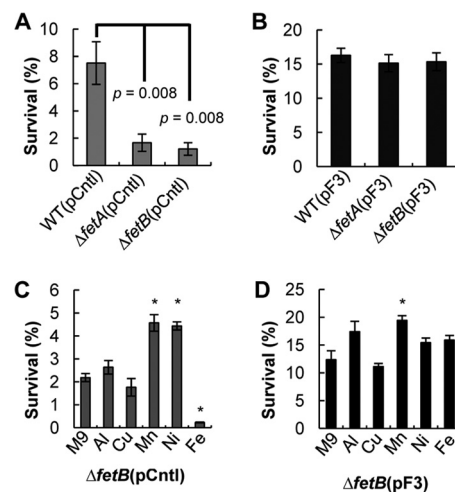 A
Survival (%)
10
8
6
4
2
0
p = 0.008
p = 0.008
WT(pCntl)
ΔfetA(pCntl)
ΔfetB(pCntl)
B
Survival (%)
20
15
10
5
0
WT(pF3)
ΔfetA(pF3)
ΔfetB(pF3)
C
Survival (%)
6
5
4
3
2
1
0
* *
*
M9 Al Cu Mn Ni Fe
ΔfetB(pCntl)
D
Survival (%)
25
20
15
10
5
0
*
M9 Al Cu Mn Ni Fe
ΔfetB(pF3)